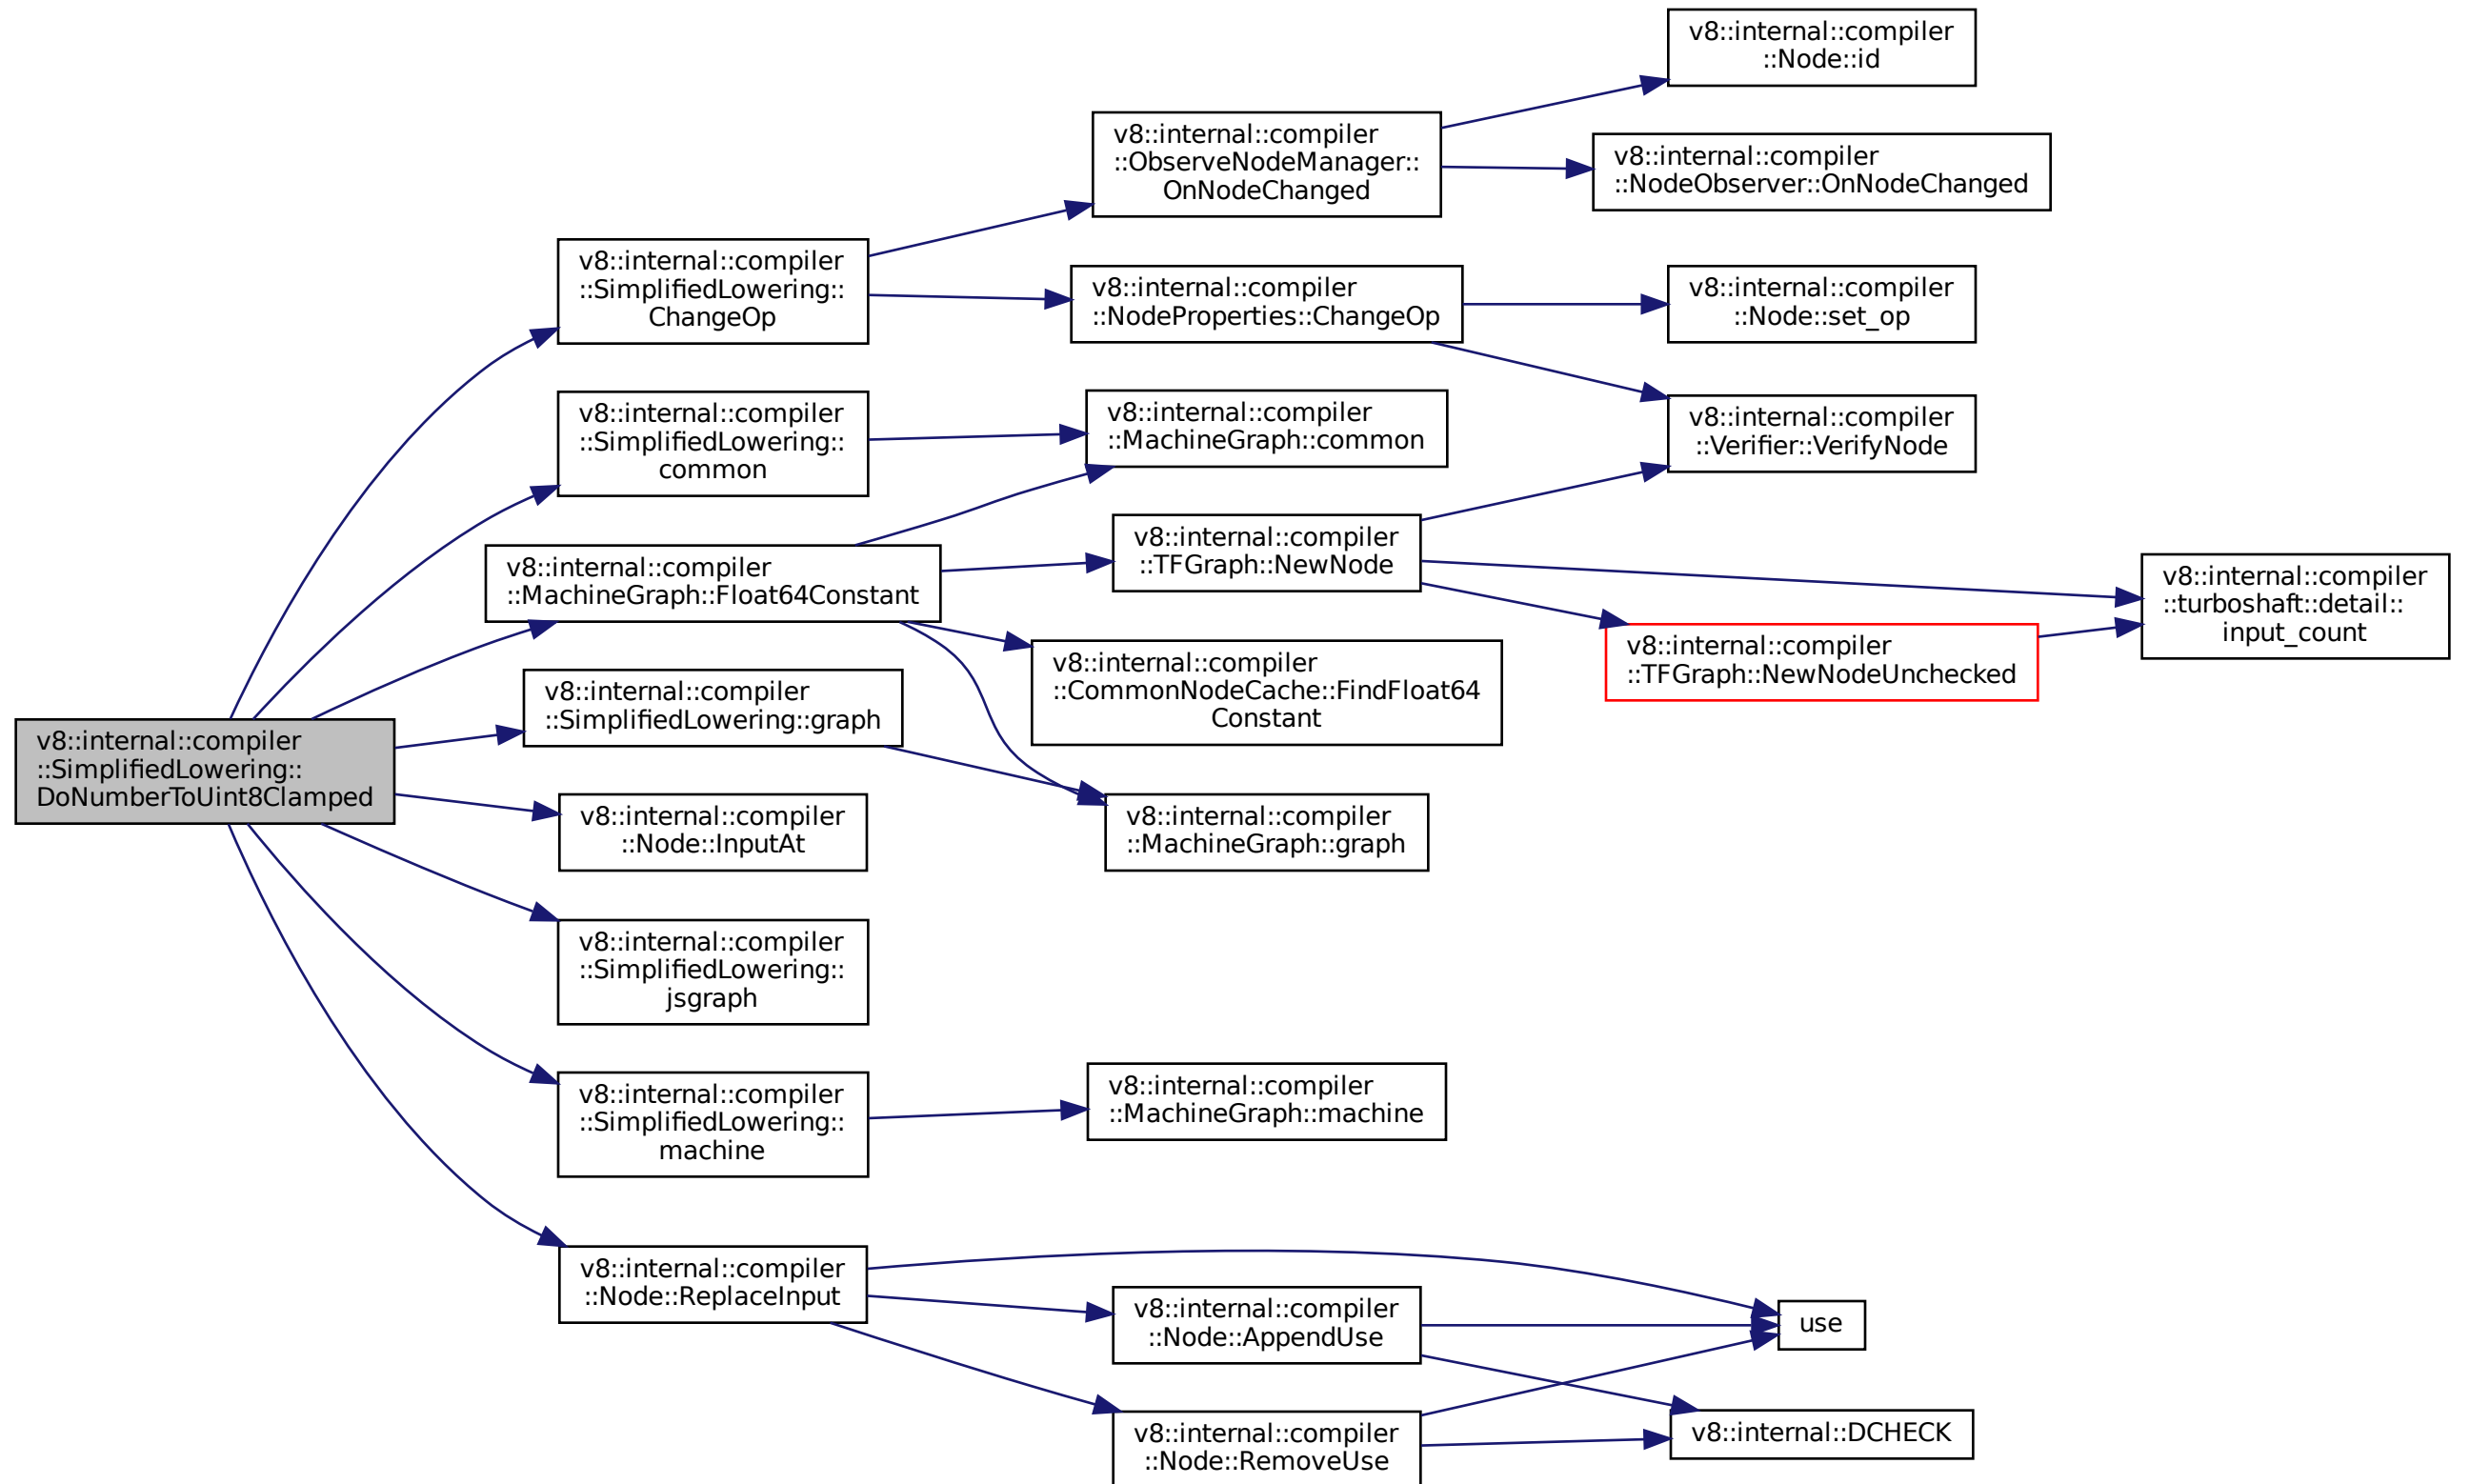 v8::internal::compiler
::Node::id
v8::internal::compiler
::ObserveNodeManager::
OnNodeChanged
v8::internal::compiler
::NodeObserver::OnNodeChanged
v8::internal::compiler
::SimplifiedLowering::
ChangeOp
v8::internal::compiler
::NodeProperties::ChangeOp
v8::internal::compiler
::Node::set_op
v8::internal::compiler
::SimplifiedLowering::
common
v8::internal::compiler
::MachineGraph::common
v8::internal::compiler
::Verifier::VerifyNode
v8::internal::compiler
::MachineGraph::Float64Constant
v8::internal::compiler
::TFGraph::NewNode
v8::internal::compiler
::turboshaft::detail::
input_count
v8::internal::compiler
::TFGraph::NewNodeUnchecked
v8::internal::compiler
::CommonNodeCache::FindFloat64
Constant
v8::internal::compiler
::SimplifiedLowering::graph
v8::internal::compiler
::SimplifiedLowering::
DoNumberToUint8Clamped
v8::internal::compiler
::Node::InputAt
v8::internal::compiler
::MachineGraph::graph
v8::internal::compiler
::SimplifiedLowering::
jsgraph
v8::internal::compiler
::SimplifiedLowering::
machine
v8::internal::compiler
::MachineGraph::machine
v8::internal::compiler
::Node::ReplaceInput
v8::internal::compiler
::Node::AppendUse
use
v8::internal::compiler
::Node::RemoveUse
v8::internal::DCHECK